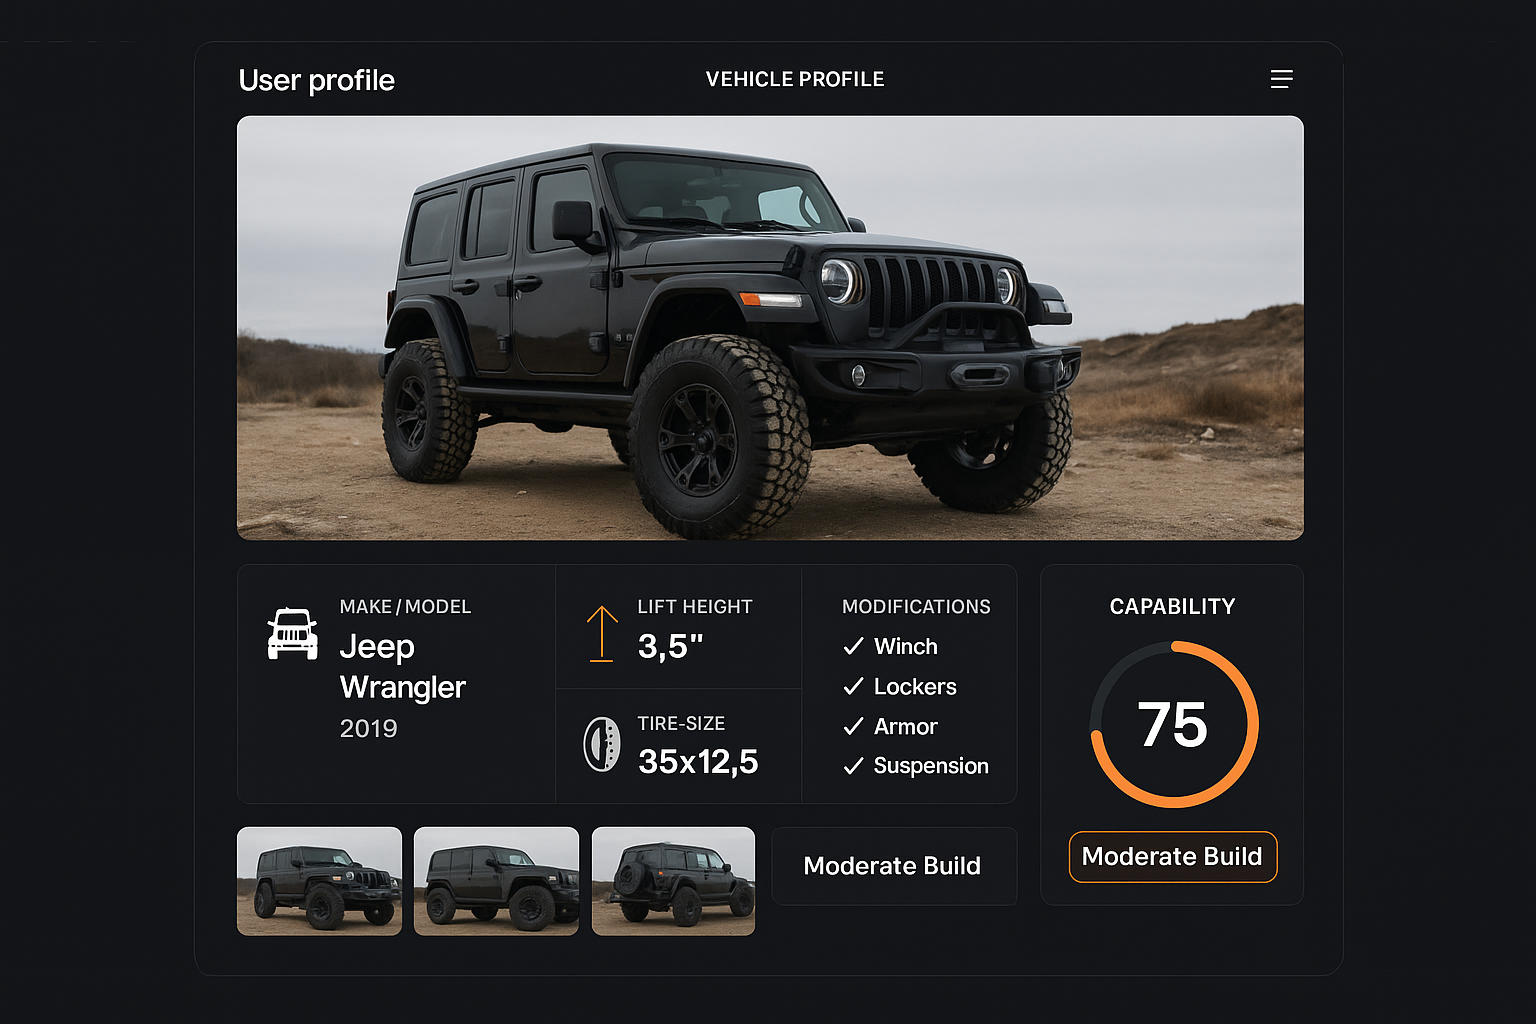 User profile
VEHICLE PROFILE
MAKE/MODEL
Jeep
Wrangler
2019
LIFT HEIGHT
3,5"
TIRE-SIZE
35x12,5
MODIFICATIONS
Winch
Lockers
Armor
Suspension
CAPABILITY
75
Moderate Build
Moderate Build